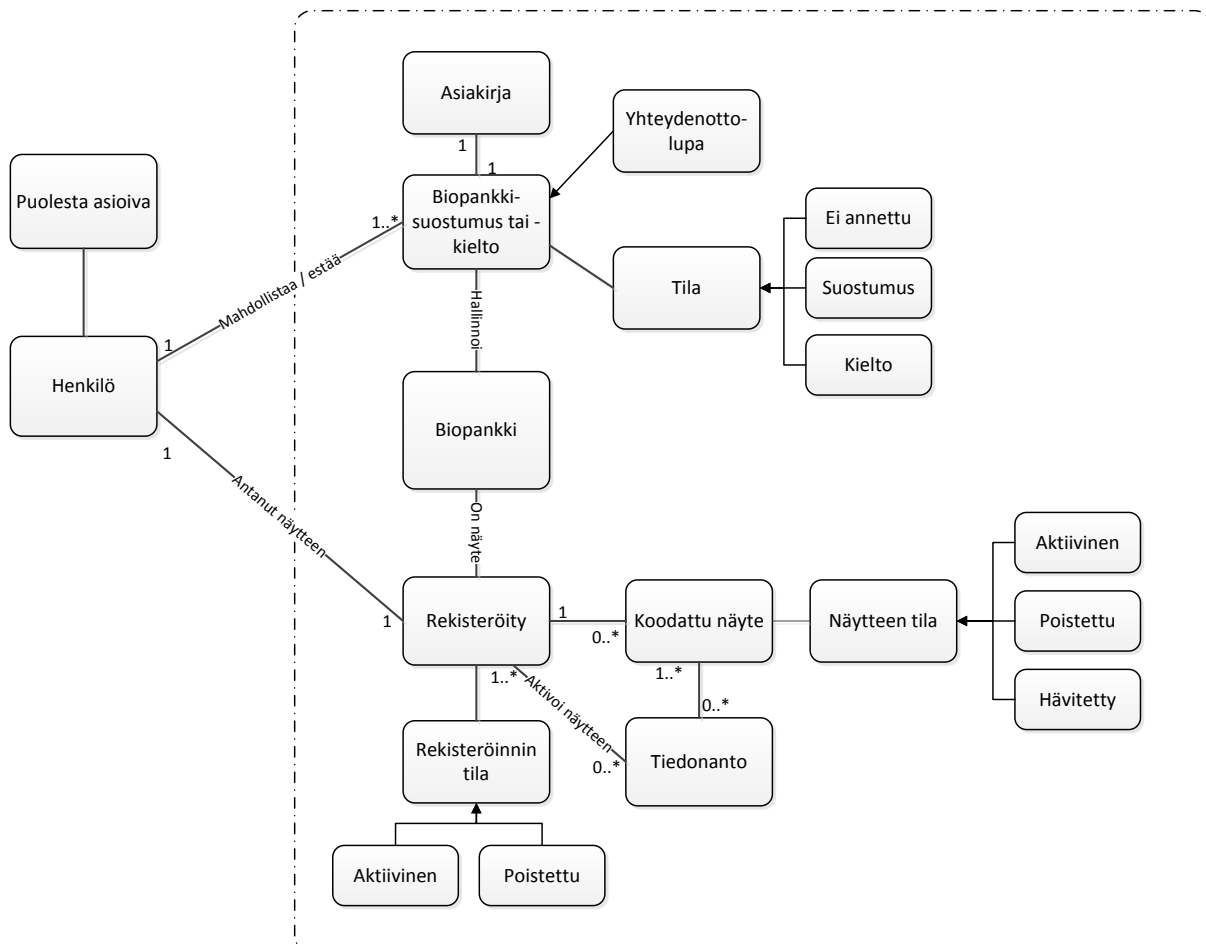 Asiakirja
Yhteydenotto-
lupa
1
1
Puolesta asioiva
Biopankki-
suostumus tai -
kielto
1..*
Ei annettu
Tila
Suostumus
Kielto
Mahdollistaa / estää
Hallinnoi
1
Henkilö
1
Biopankki
Antanut näytteen
On näyte
1
Rekisteröity
1
0..*
Koodattu näyte
Näytteen tila
Aktiivinen
Poistettu
Hävitetty
1..*
Aktivoi näytteen
0..*
1..*
0..*
Tiedonanto
Rekisteröinnin
tila
Aktiivinen
Poistettu